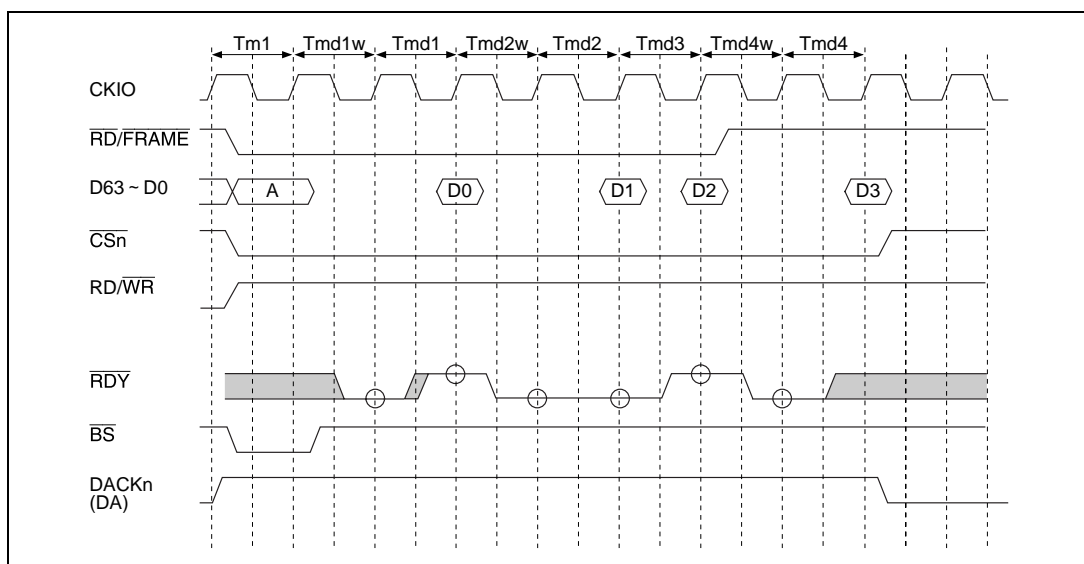 Tm1 Tmd1w Tmd1 Tmd2w Tmd2 Tmd3 Tmd4w Tmd4
CKIO
RD/FRAME
D63 ~ D0 A D0 D1 D2 D3
CSn
RD/WR
RDY
BS
DACKn
(DA)